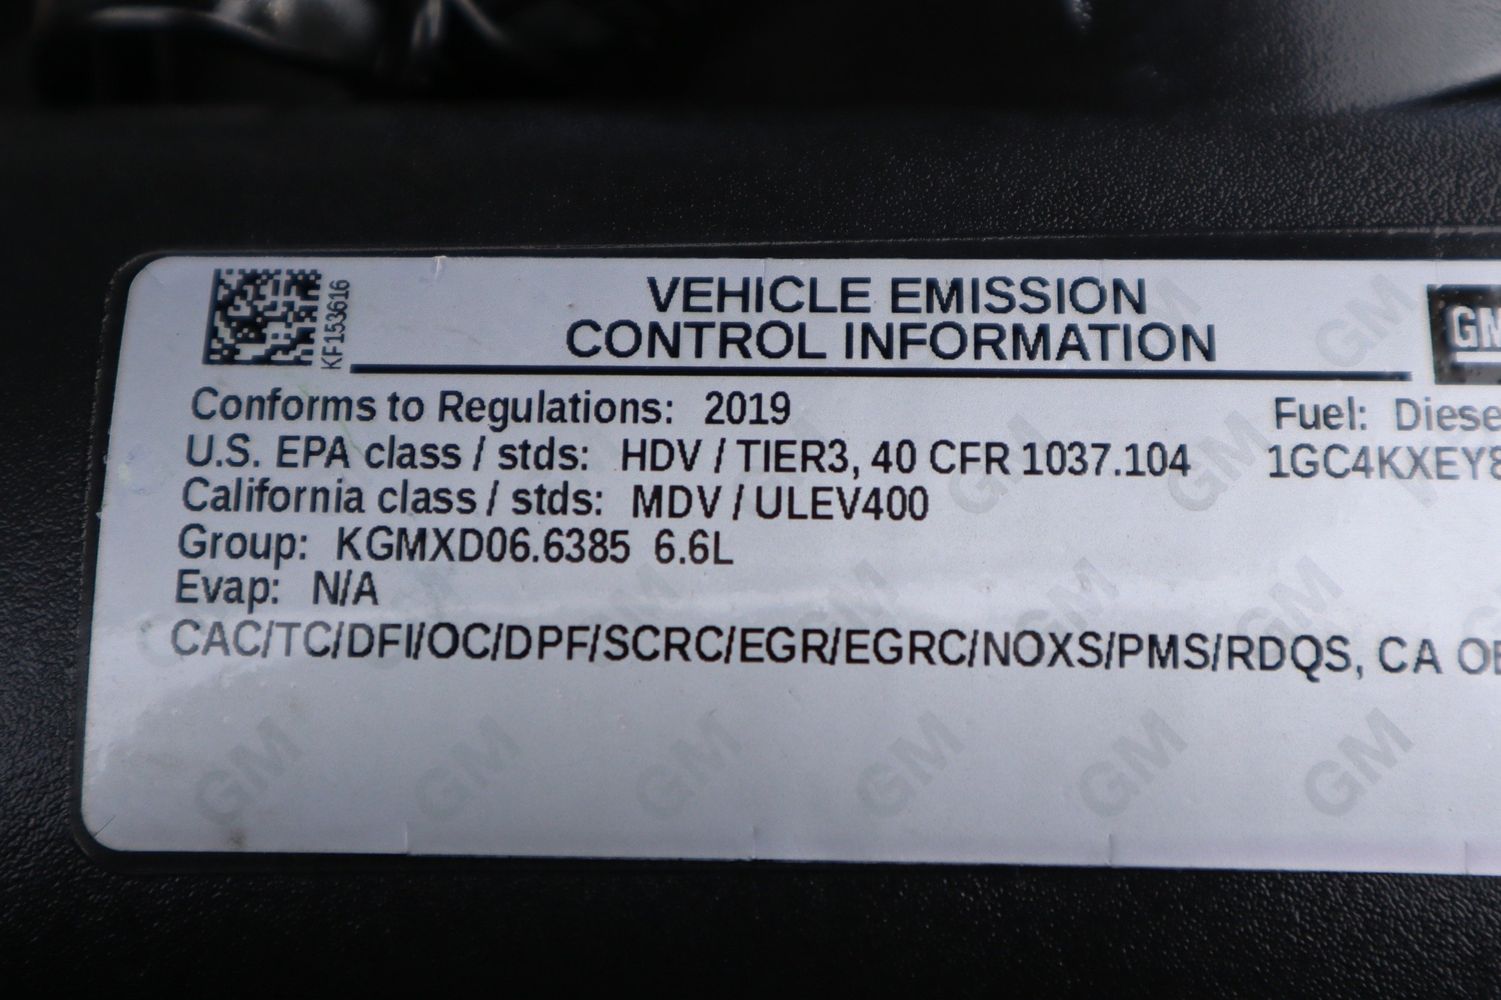 KF153616
VEHICLE EMISSION
CONTROL INFORMATION
GM
Conforms to Regulations: 2019
Fuel: Diese
U.S. EPA class / stds: HDV / TIER3, 40 CFR 1037.104
1GC4KXEY8
California class / stds: MDV / ULEV400
Group: KGMXD06.6385 6.6L
Evap: N/A
CAC/TC/DFI/OC/DPF/SCRC/EGR/EGRC/NOXS/PMS/RDQS, CA OB